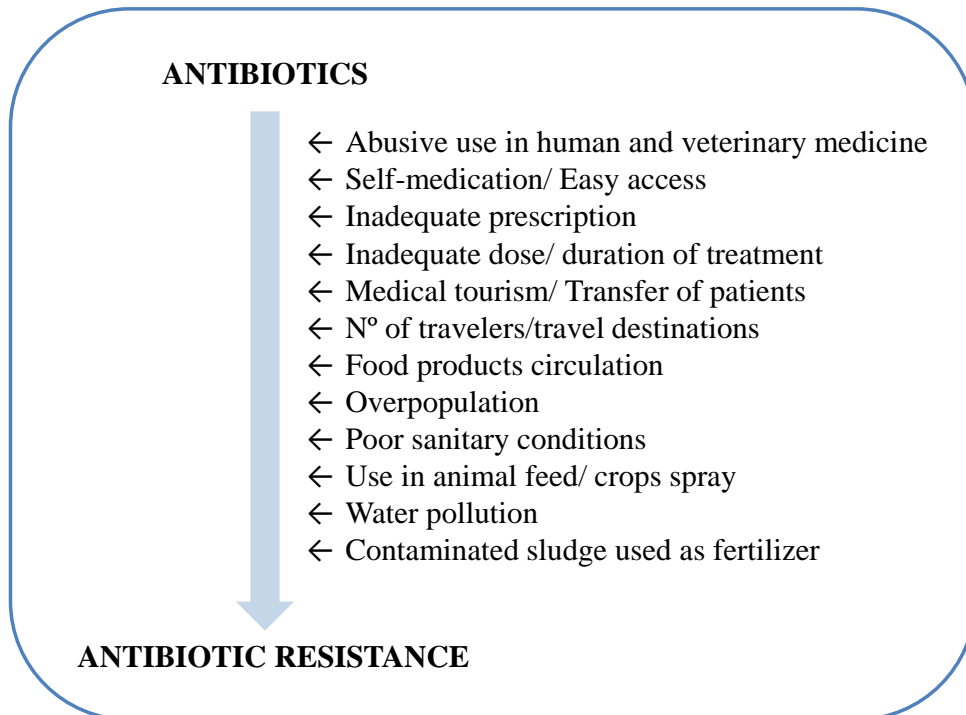 ANTIBIOTICS
← Abusive use in human and veterinary medicine
← Self-medication/ Easy access
← Inadequate prescription
← Inadequate dose/ duration of treatment
← Medical tourism/ Transfer of patients
← Nº of travelers/travel destinations
← Food products circulation
← Overpopulation
← Poor sanitary conditions
← Use in animal feed/ crops spray
← Water pollution
← Contaminated sludge used as fertilizer
ANTIBIOTIC RESISTANCE